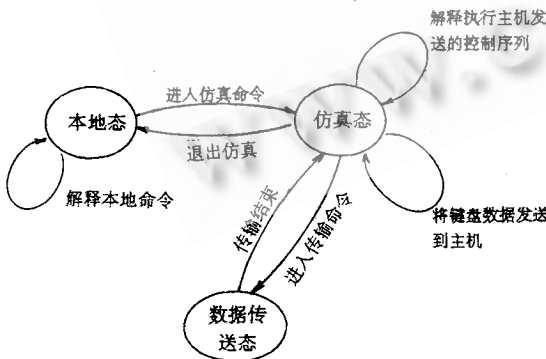 解释执行主机发
送的控制序列
进入仿真命令
本地态
仿真态
退出仿真
解释本地命令
将键盘数据发送
到主机
传输结束
进入传输命令
数据传
送态